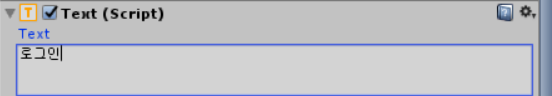 Text (Script)
Text
로그인